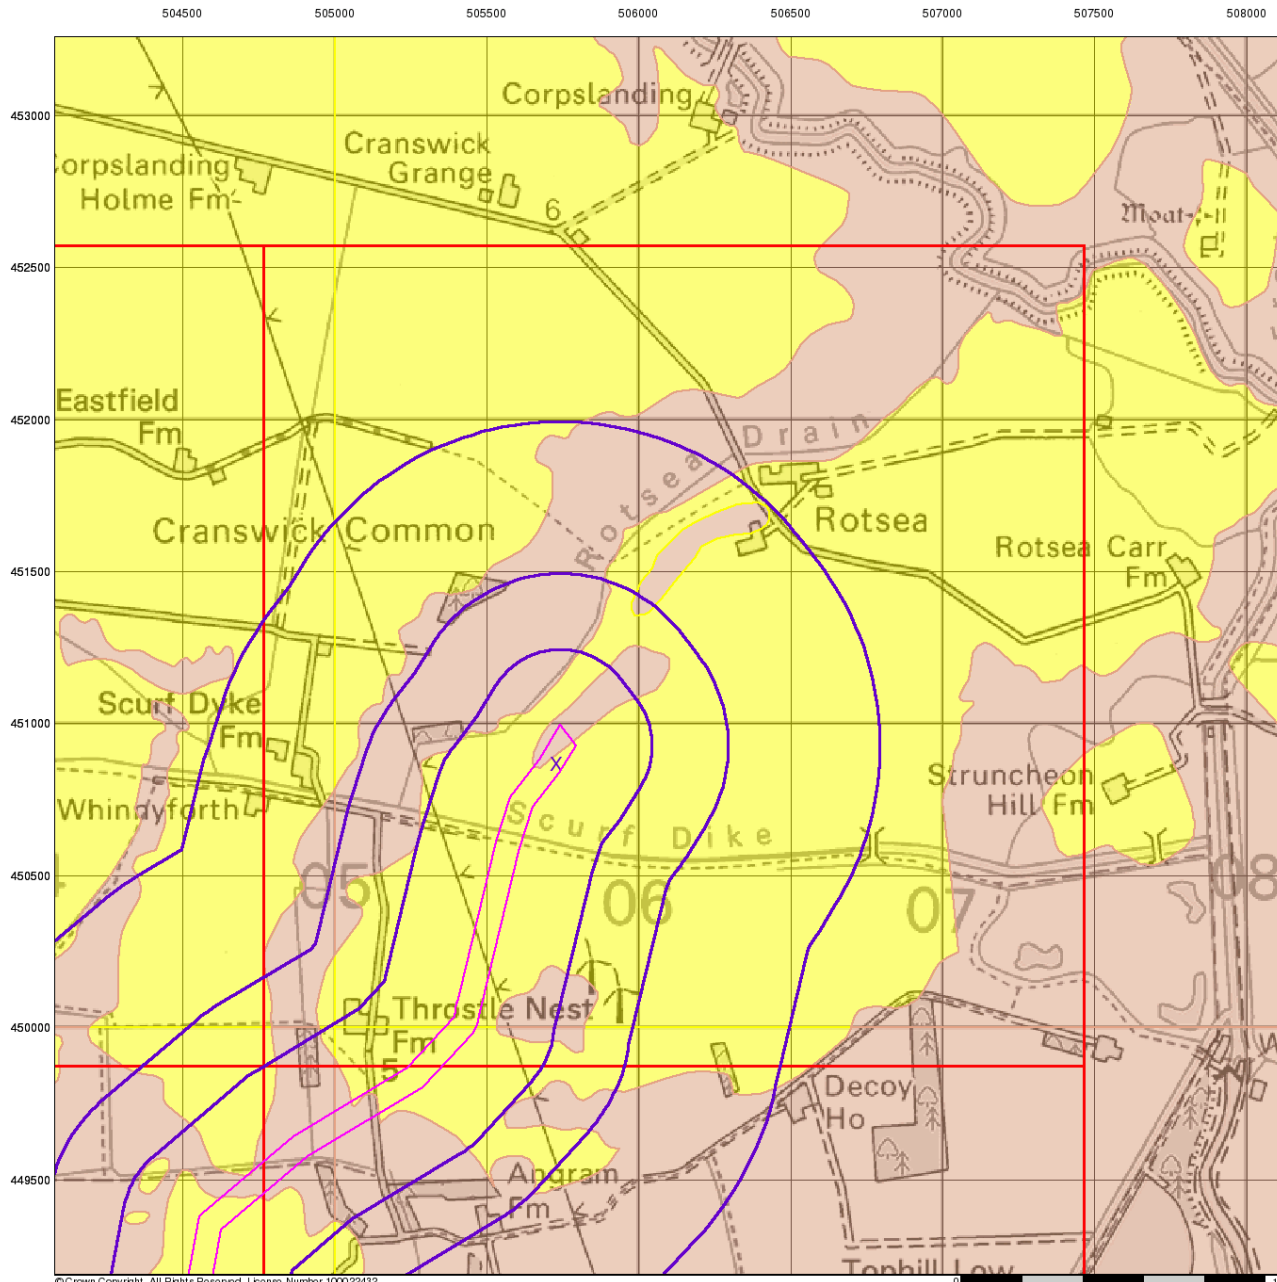 504500 505000 505500 506000 506500 507000 507500 508000
453000
452500
452000
451500
451000
450500
450000
449500
Corpslanding
Cranswick
Grange
Corpslanding
Holme Fm
6
Moat
Eastfield
Fm
Rotsea Drain
Cranswick Common
Rotsea
Rotsea Carr
Fm
Scurf Dyke
Fm
X
Whinnyforth
Scurf Dike
Struncheon
Hill Fm
05
06
07
08
Throstle Nest
Fm
5
Decoy
Ho
Angram
Fm
Tophill Low
© Crown Copyright. All Rights Reserved. License Number 100022432
0